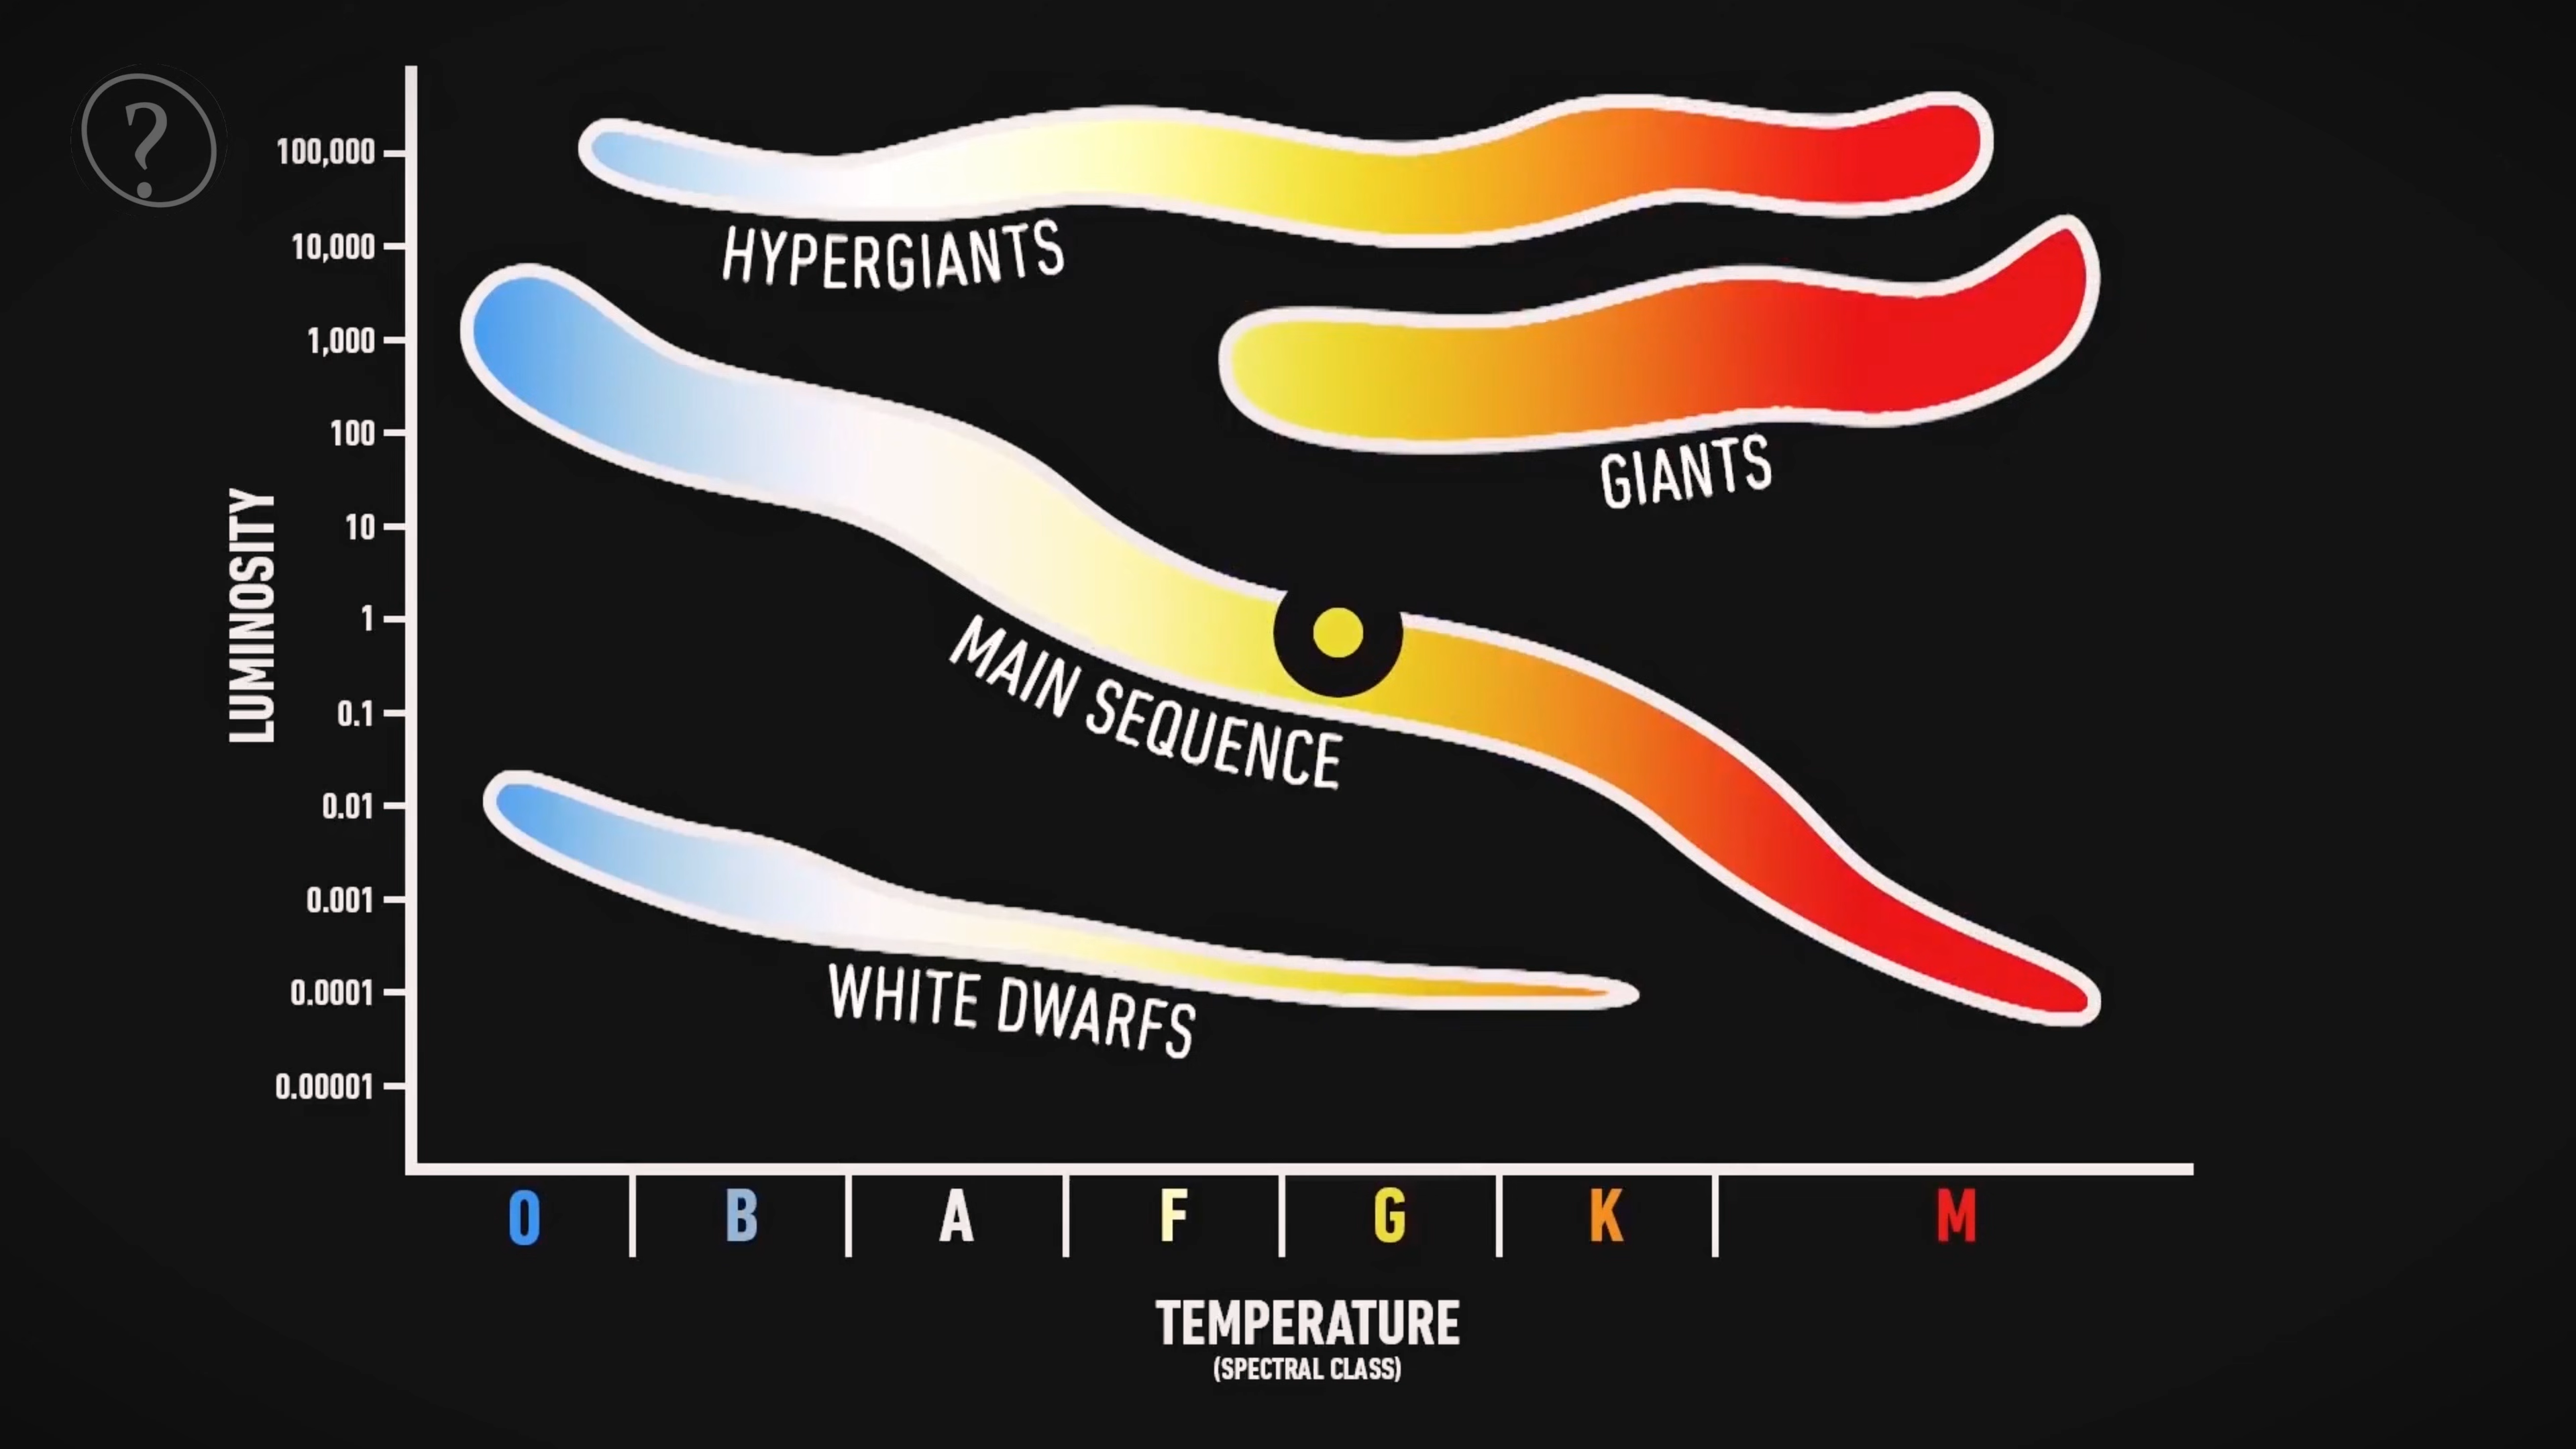 ?
100,000
10,000
1,000
100
10
1
0.1
0.01
0.001
0.0001
0.00001
LUMINOSITY
HYPERGIANTS
GIANTS
MAIN SEQUENCE
WHITE DWARFS
O B A F G K M
TEMPERATURE
(SPECTRAL CLASS)